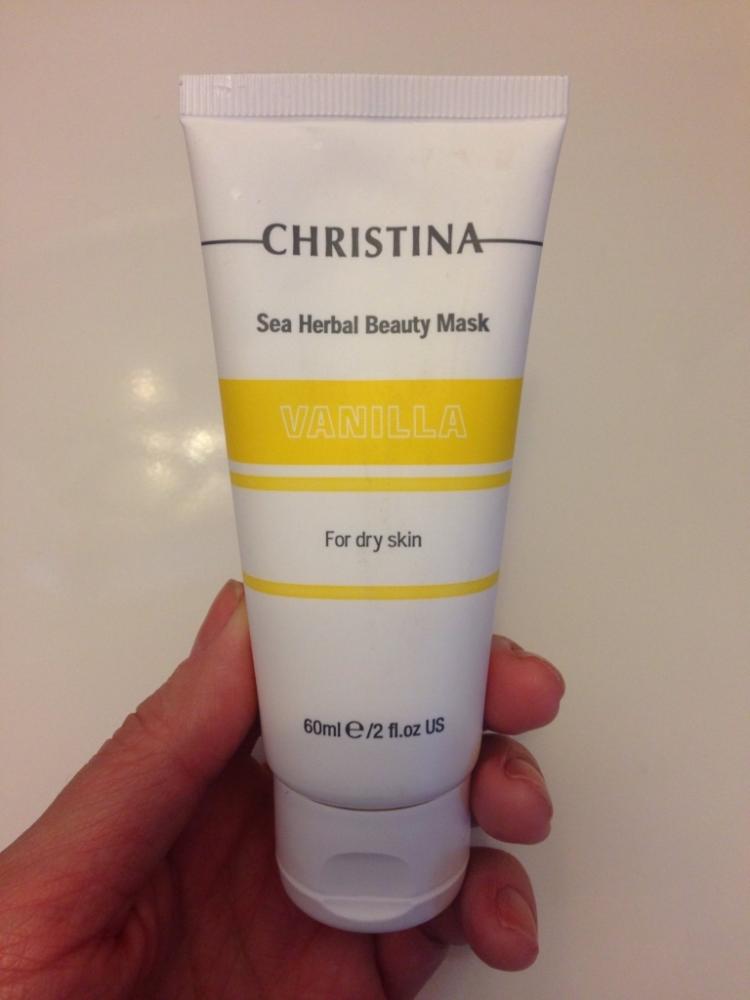 CHRISTINA
Sea Herbal Beauty Mask
VANILLA
For dry skin
60ml ℮/2 fl.oz US